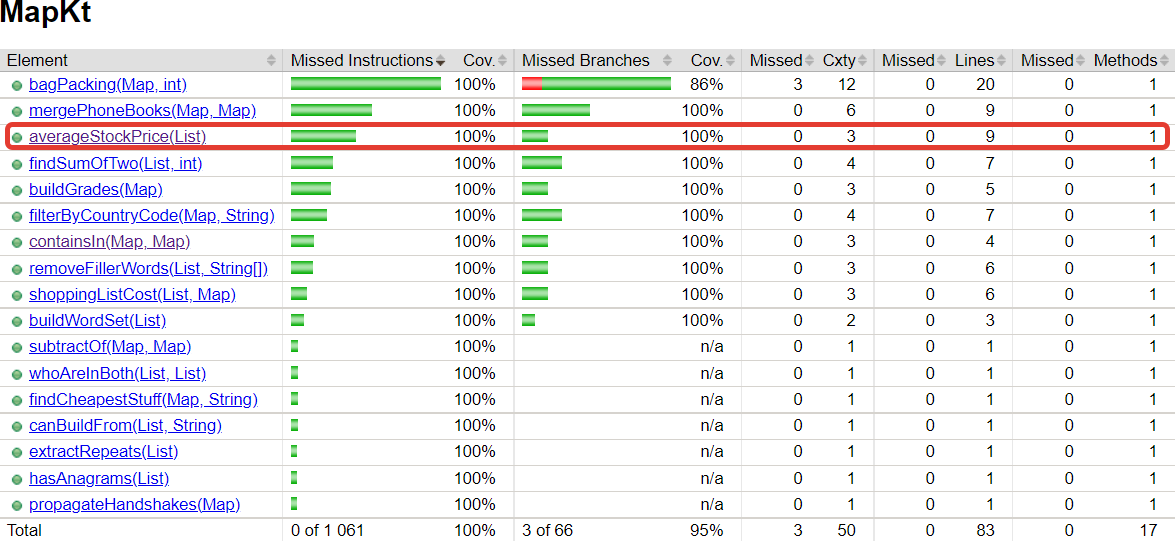 MapKt
Element Missed Instructions Cov. Missed Branches Cov. Missed Cxty Missed Lines Missed Methods
bagPacking(Map, int) 100% 86% 3 12 0 20 0 1
mergePhoneBooks(Map, Map) 100% 100% 0 6 0 9 0 1
averageStockPrice(List) 100% 100% 0 3 0 9 0 1
findSumOfTwo(List, int) 100% 100% 0 4 0 7 0 1
buildGrades(Map) 100% 100% 0 3 0 5 0 1
filterByCountryCode(Map, String) 100% 100% 0 4 0 7 0 1
containsIn(Map, Map) 100% 100% 0 3 0 4 0 1
removeFillerWords(List, String[]) 100% 100% 0 3 0 6 0 1
shoppingListCost(List, Map) 100% 100% 0 3 0 6 0 1
buildWordSet(List) 100% 100% 0 2 0 3 0 1
subtractOf(Map, Map) 100% n/a 0 1 0 1 0 1
whoAreInBoth(List, List) 100% n/a 0 1 0 1 0 1
findCheapestStuff(Map, String) 100% n/a 0 1 0 1 0 1
canBuildFrom(List, String) 100% n/a 0 1 0 1 0 1
extractRepeats(List) 100% n/a 0 1 0 1 0 1
hasAnagrams(List) 100% n/a 0 1 0 1 0 1
propagateHandshakes(Map) 100% n/a 0 1 0 1 0 1
Total 0 of 1 061 100% 3 of 66 95% 3 50 0 83 0 17